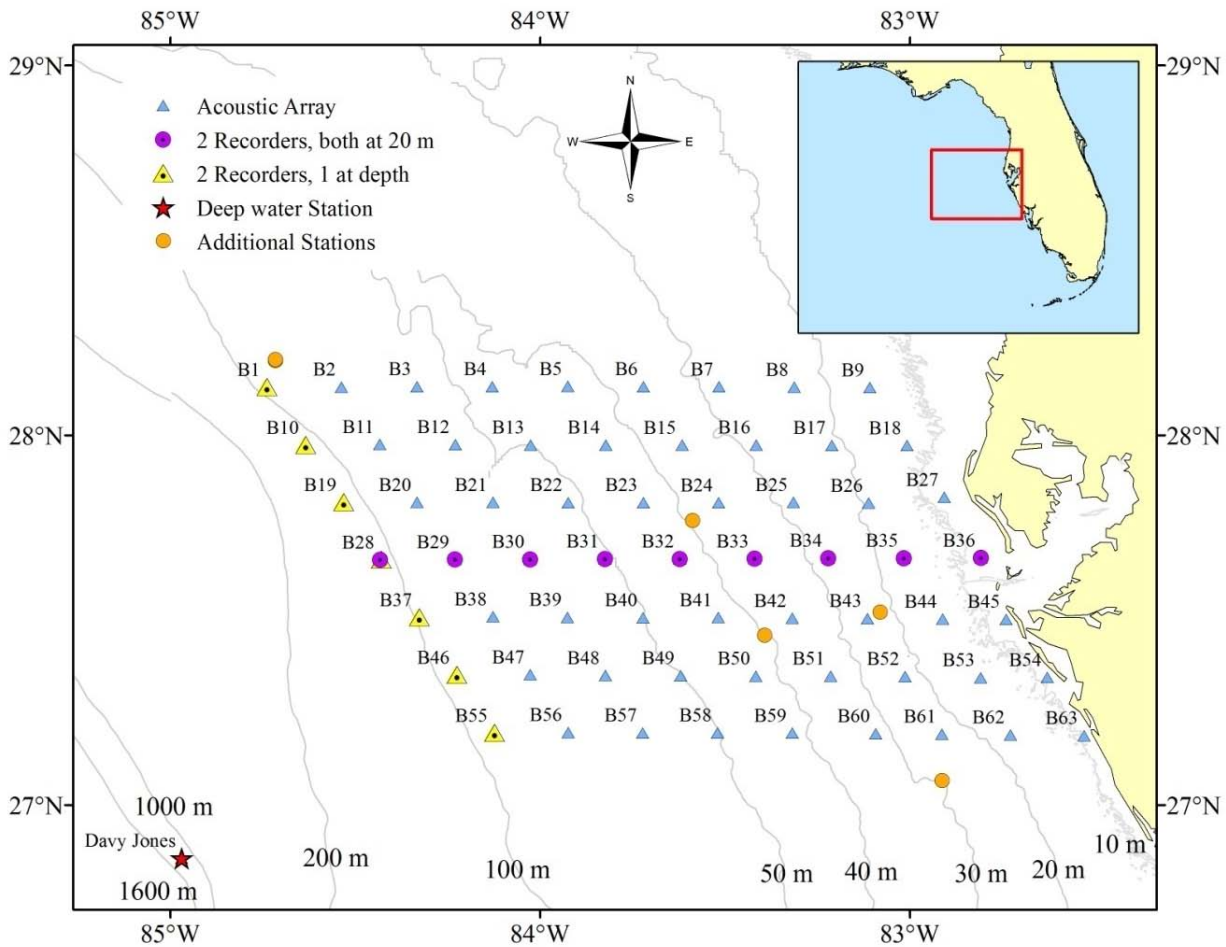 85°W 84°W 83°W
29°N 29°N
N
W E
S
Acoustic Array
2 Recorders, both at 20 m
2 Recorders, 1 at depth
Deep water Station
Additional Stations
B1 B2 B3 B4 B5 B6 B7 B8 B9
28°N 28°N
B10 B11 B12 B13 B14 B15 B16 B17 B18
B19 B20 B21 B22 B23 B24 B25 B26 B27
B28 B29 B30 B31 B32 B33 B34 B35 B36
B37 B38 B39 B40 B41 B42 B43 B44 B45
B46 B47 B48 B49 B50 B51 B52 B53 B54
B55 B56 B57 B58 B59 B60 B61 B62 B63
27°N 27°N
1000 m
Davy Jones
1600 m
200 m 100 m 50 m 40 m 30 m 20 m 10 m
85°W 84°W 83°W